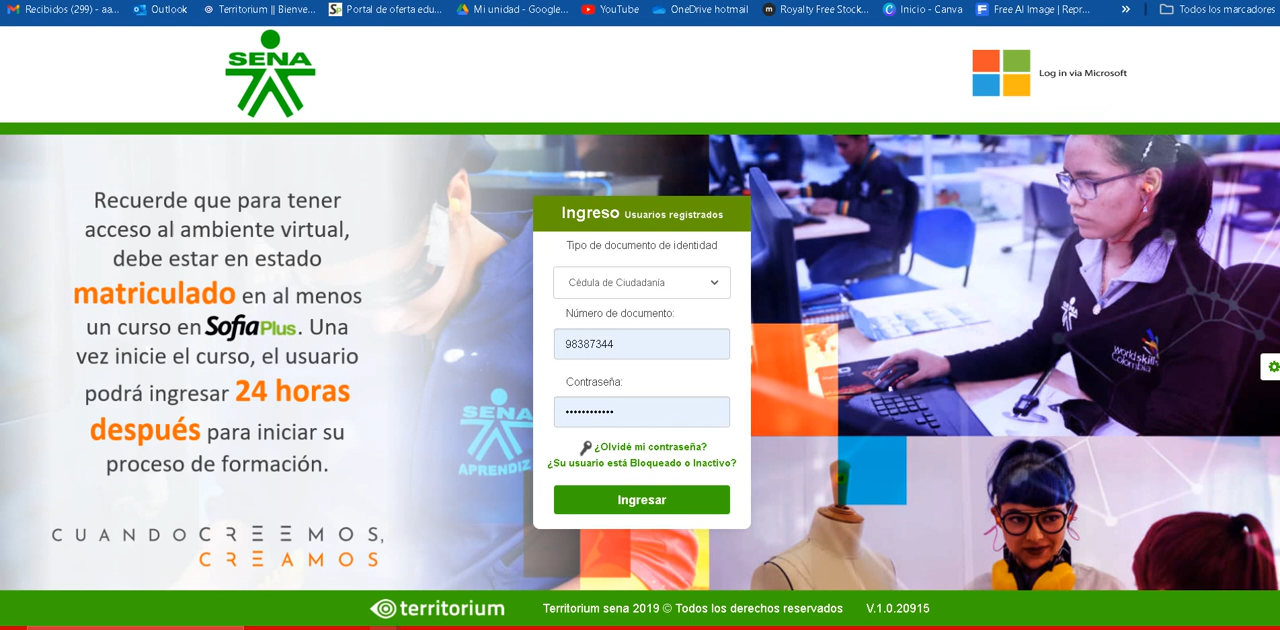 Recibidos (299) - aa...
Outlook
Territorium || Bienve...
Portal de oferta edu...
Mi unidad - Google...
YouTube
OneDrive hotmail
Royalty Free Stock...
Inicio - Canva
Free AI Image | Repr...
»
Todos los marcadores
SENA
Log in via Microsoft
Recuerde que para tener
acceso al ambiente virtual,
debe estar en estado
matriculado en al menos
un curso en Sofia Plus. Una
vez inicie el curso, el usuario
podrá ingresar 24 horas
después para iniciar su
proceso de formación.
CUANDO CREEMOS,
CREAMOS
SENA
APRENDIZ
Ingreso Usuarios registrados
Tipo de documento de identidad
Cédula de Ciudadanía
Número de documento:
98387344
Contraseña:
••••••••••••
¿Olvidé mi contraseña?
¿Su usuario está Bloqueado o Inactivo?
Ingresar
worldskills
Colombia
territorium
Territorium sena 2019 © Todos los derechos reservados
V.1.0.20915